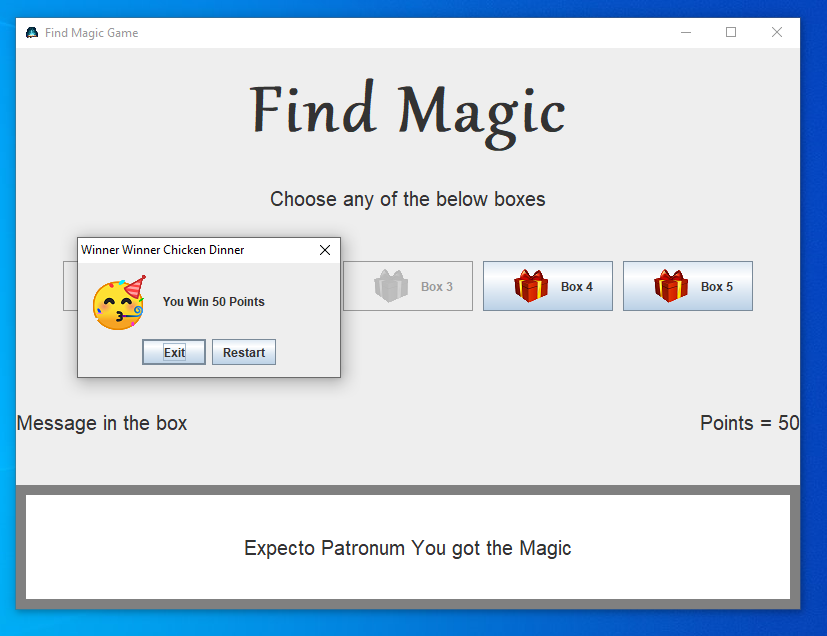 Find Magic Game
Find Magic
Choose any of the below boxes
Winner Winner Chicken Dinner
You Win 50 Points
Exit
Restart
Box 3
Box 4
Box 5
Message in the box
Points = 50
Expecto Patronum You got the Magic